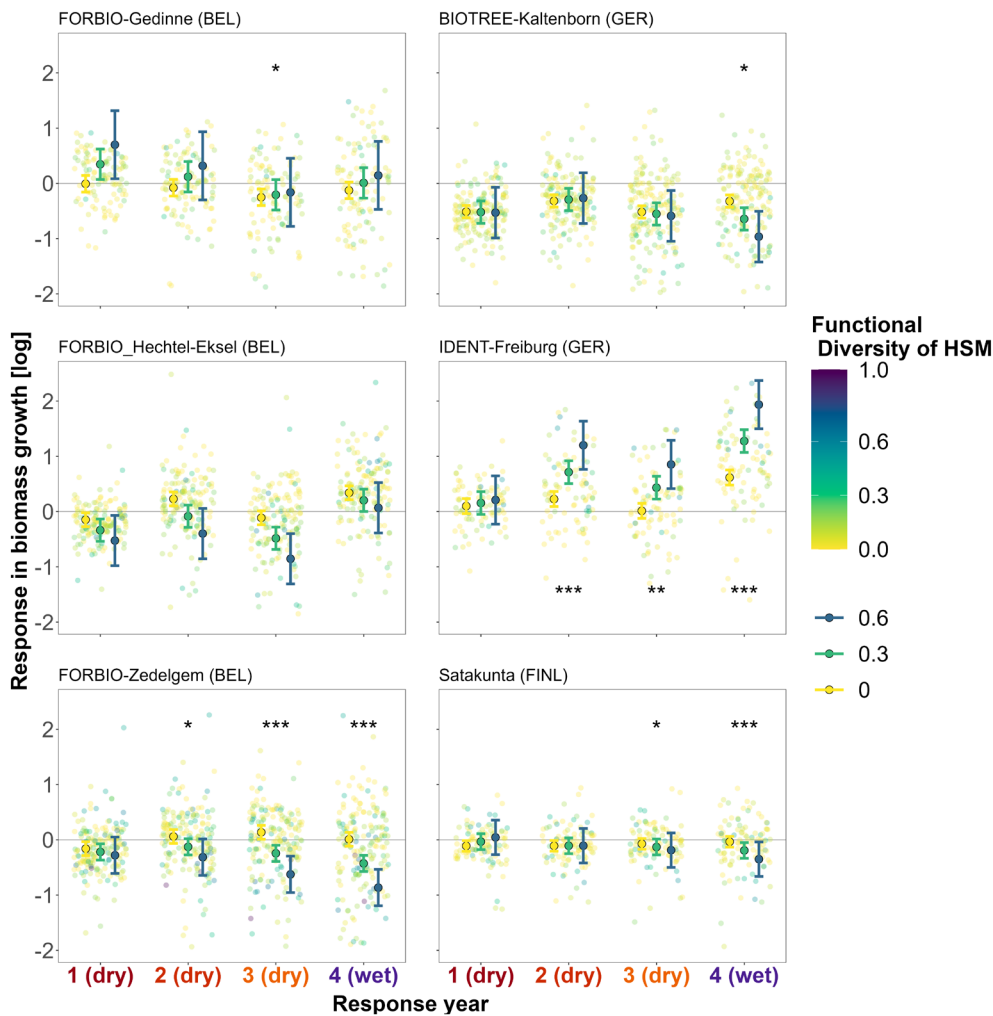 FORBIO-Gedinne (BEL)
BIOTREE-Kaltenborn (GER)
2
1
0
-1
-2
*
*
FORBIO_Hechtel-Eksel (BEL)
IDENT-Freiburg (GER)
2
1
0
-1
-2
***
**
***
FORBIO-Zedelgem (BEL)
Satakunta (FINL)
2
1
0
-1
-2
*
***
***
*
***
1 (dry)
2 (dry)
3 (dry)
4 (wet)
1 (dry)
2 (dry)
3 (dry)
4 (wet)
Response year
Response in biomass growth [log]
Functional
Diversity of HSM
1.0
0.6
0.3
0.0
0.6
0.3
0